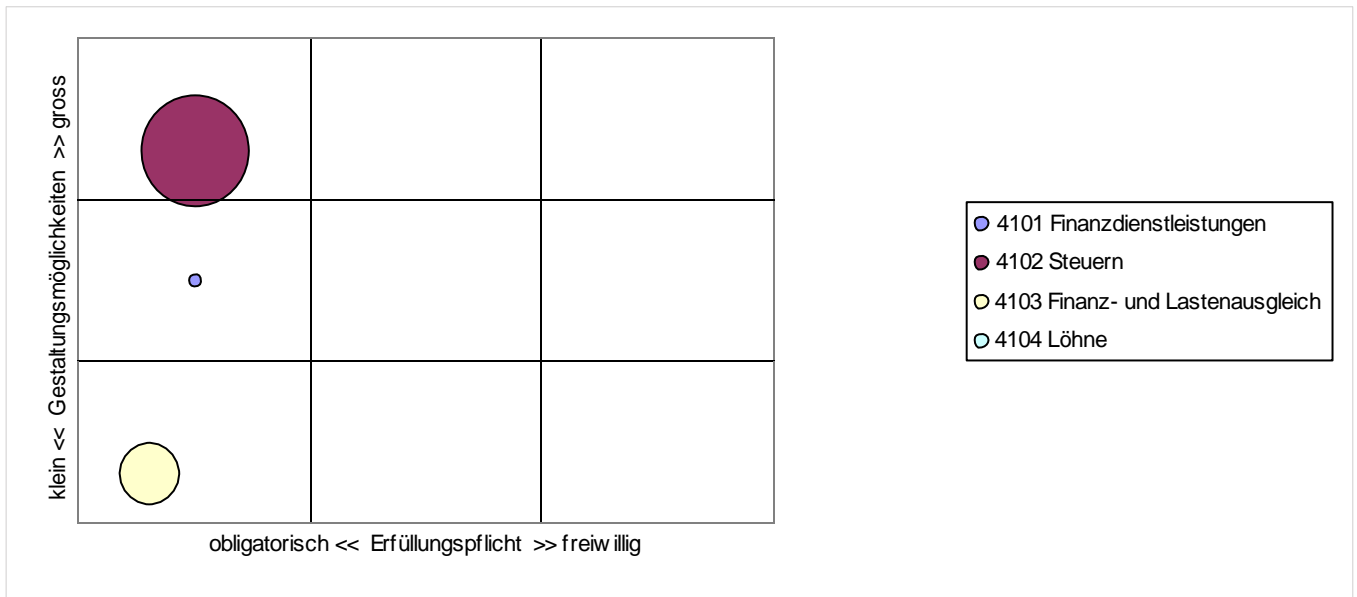 klein << Gestaltungsmöglichkeiten >> gross
obligatorisch << Erfüllungspflicht >> freiwillig
4101 Finanzdienstleistungen
4102 Steuern
4103 Finanz- und Lastenausgleich
4104 Löhne